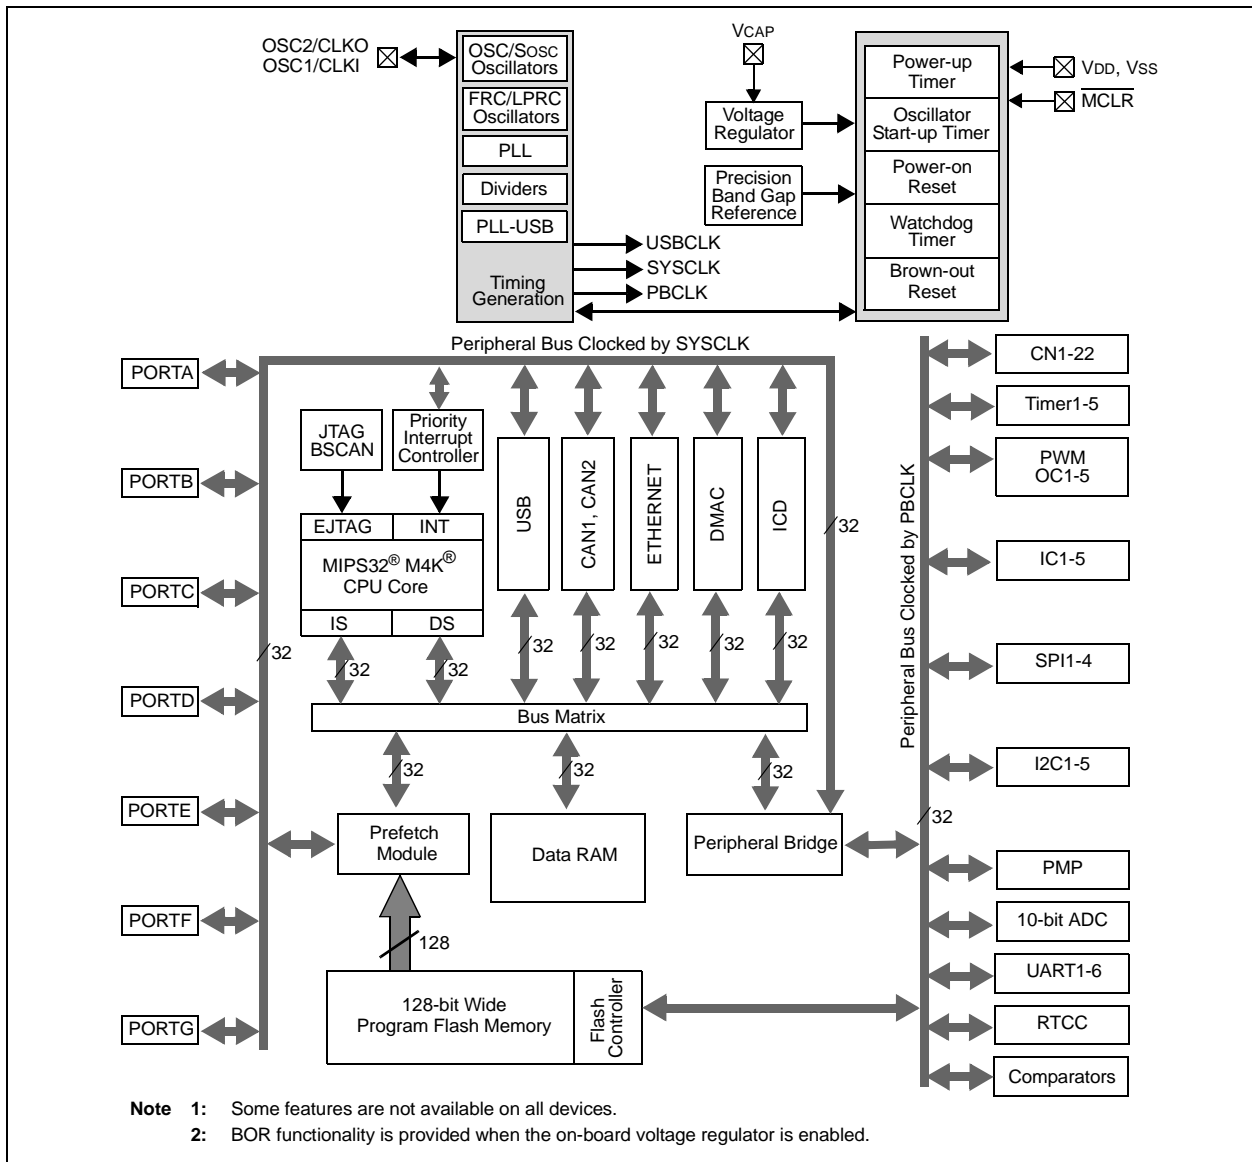 OSC2/CLKO
OSC1/CLKI
OSC/SOSC
Oscillators
FRC/LPRC
Oscillators
PLL
Dividers
PLL-USB
Timing
Generation
USBCLK
SYSCLK
PBCLK
VCAP
Voltage
Regulator
Precision
Band Gap
Reference
Power-up
Timer
Oscillator
Start-up Timer
Power-on
Reset
Watchdog
Timer
Brown-out
Reset
VDD, VSS
MCLR
Peripheral Bus Clocked by SYSCLK
PORTA
PORTB
PORTC
PORTD
PORTE
PORTF
PORTG
32
JTAG
BSCAN
Priority
Interrupt
Controller
EJTAG
INT
MIPS32® M4K®
CPU Core
IS
DS
32
32
USB
CAN1, CAN2
ETHERNET
DMAC
ICD
32
32
32
32
32
32
Bus Matrix
32
32
32
Prefetch
Module
Data RAM
Peripheral Bridge
128
128-bit Wide
Program Flash Memory
Flash
Controller
Peripheral Bus Clocked by PBCLK
32
CN1-22
Timer1-5
PWM
OC1-5
IC1-5
SPI1-4
I2C1-5
PMP
10-bit ADC
UART1-6
RTCC
Comparators
Note 1: Some features are not available on all devices.
2: BOR functionality is provided when the on-board voltage regulator is enabled.